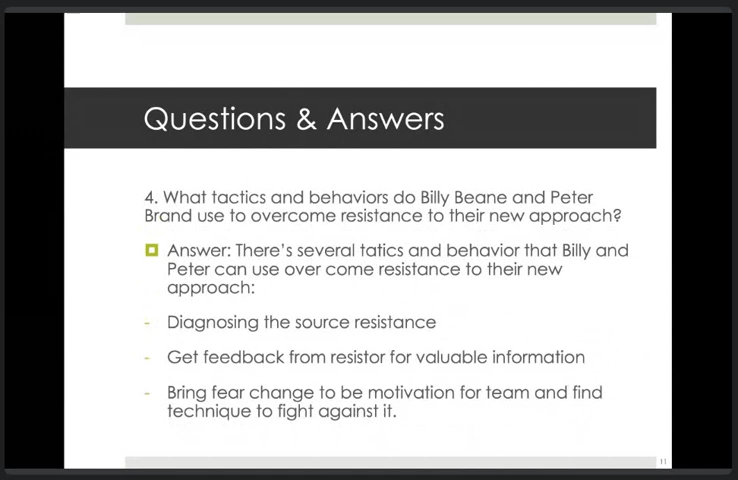 Questions & Answers
4. What tactics and behaviors do Billy Beane and Peter
Brand use to overcome resistance to their new approach?
Answer: There's several tatics and behavior that Billy and
Peter can use over come resistance to their new
approach:
- Diagnosing the source resistance
- Get feedback from resistor for valuable information
- Bring fear change to be motivation for team and find
technique to fight against it.
11